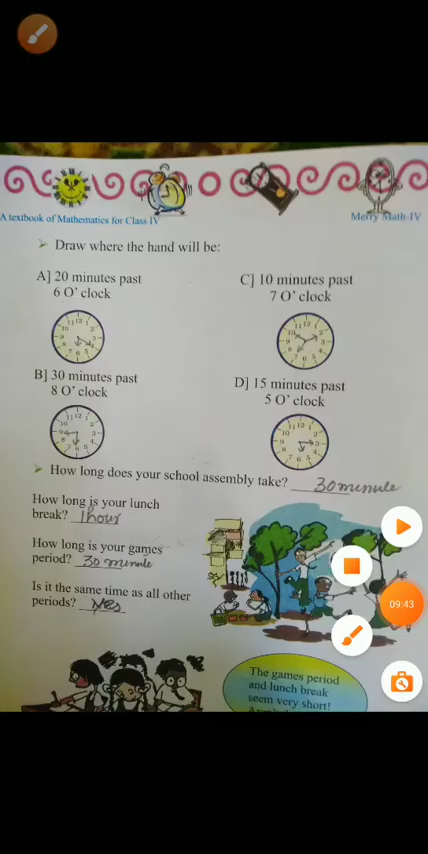 A textbook of Mathematics for Class IV
Merry Math-IV
Draw where the hand will be:
A] 20 minutes past
6 O' clock
C] 10 minutes past
7 O' clock
B] 30 minutes past
8 O' clock
D] 15 minutes past
5 O' clock
How long does your school assembly take? 30 minute
How long is your lunch
break? 1 hour
How long is your games
period? 30 minute
Is it the same time as all other
periods? Yes
The games period
and lunch break
seem very short!
09:43